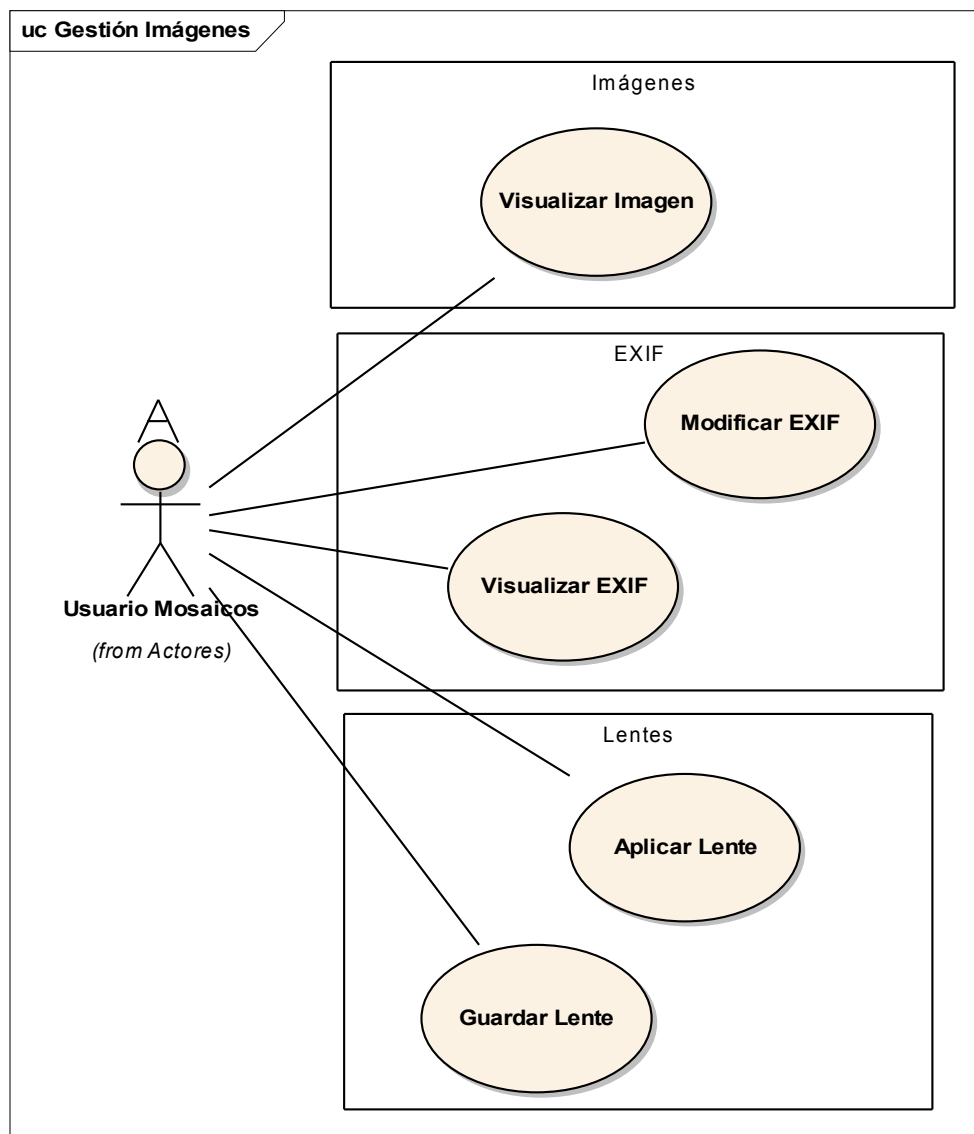 uc Gestión Imágenes
Imágenes
Visualizar Imagen
EXIF
Modificar EXIF
Visualizar EXIF
Usuario Mosaicos
(from Actores)
Lentes
Aplicar Lente
Guardar Lente